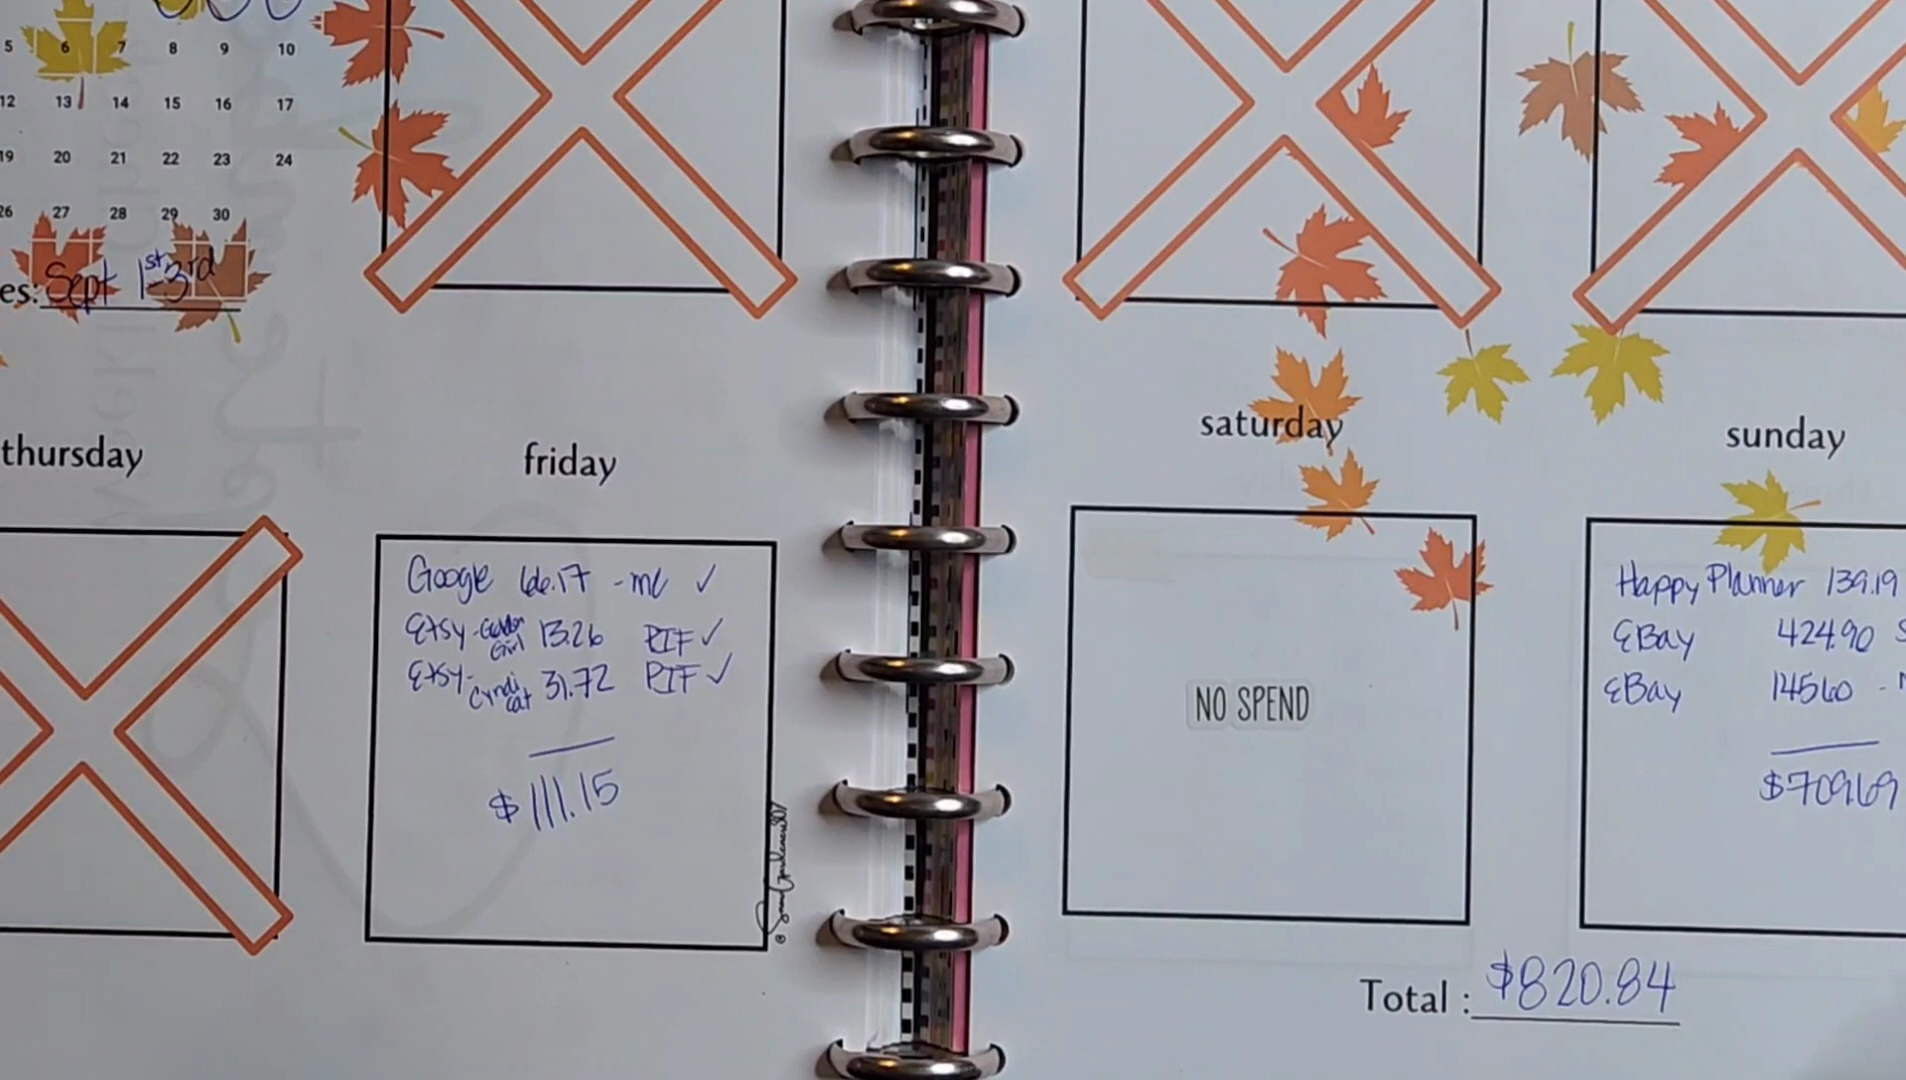 5 6 7 8 9 10
12 13 14 15 16 17
19 20 21 22 23 24
26 27 28 29 30
es: Sept 1st-3rd
thursday
friday
Google 66.17 - mc ✓
Etsy - Golden Girl 13.26 PIF ✓
Etsy - Cyndi Cat 31.72 PIF ✓
$111.15
saturday
NO SPEND
sunday
Happy Planner 139.19
EBay 424.90
EBay 145.60 -
$709.69
Total : $820.84